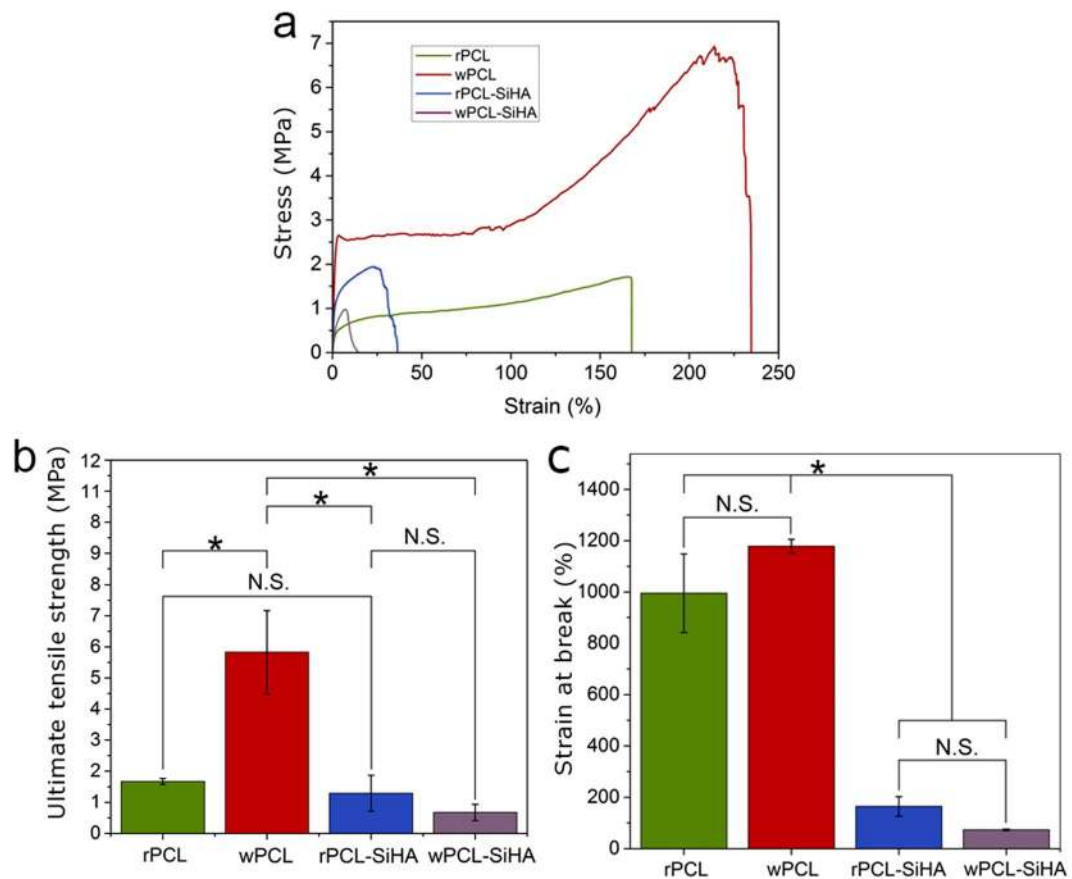 a
Stress (MPa)
7
6
5
4
3
2
1
0
rPCL
wPCL
rPCL-SiHA
wPCL-SiHA
0 50 100 150 200 250
Strain (%)
b
Ultimate tensile strength (MPa)
12
11
10
9
8
7
6
5
4
3
2
1
0
*
*
*
N.S.
N.S.
rPCL wPCL rPCL-SiHA wPCL-SiHA
c
Strain at break (%)
1400
1200
1000
800
600
400
200
0
*
N.S.
N.S.
rPCL wPCL rPCL-SiHA wPCL-SiHA